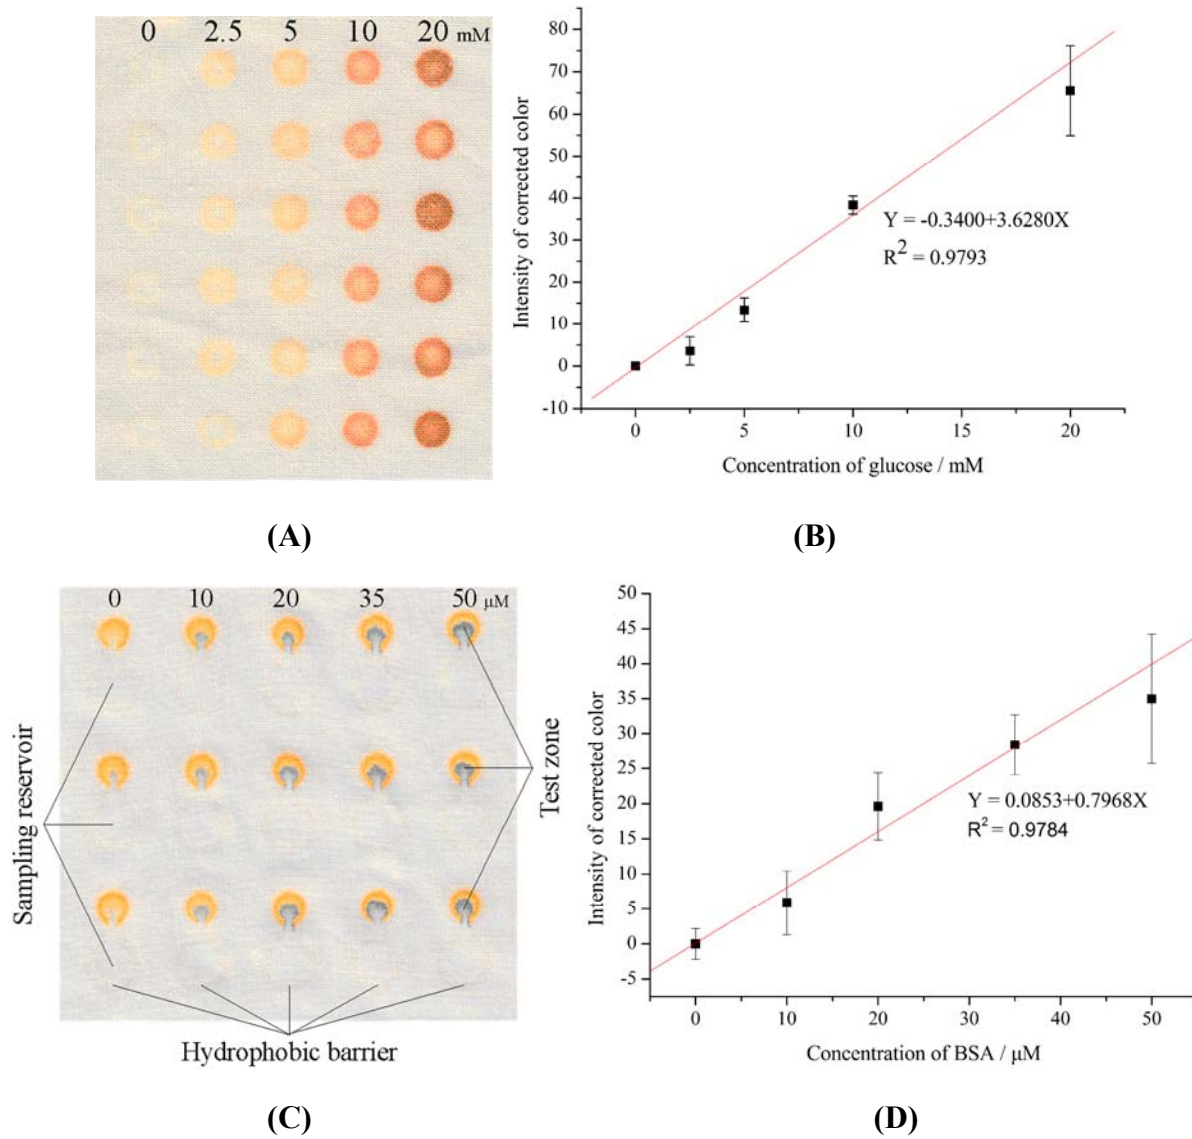 0 2.5 5 10 20 mM
(A)
80
70
60
50
40
30
20
10
0
-10
0 5 10 15 20
Intensity of corrected color
Concentration of glucose / mM
Y = -0.3400+3.6280X
R² = 0.9793
(B)
0 10 20 35 50 μM
Sampling reservoir
Test zone
Hydrophobic barrier
(C)
50
45
40
35
30
25
20
15
10
5
0
-5
0 10 20 30 40 50
Intensity of corrected color
Concentration of BSA / μM
Y = 0.0853+0.7968X
R² = 0.9784
(D)